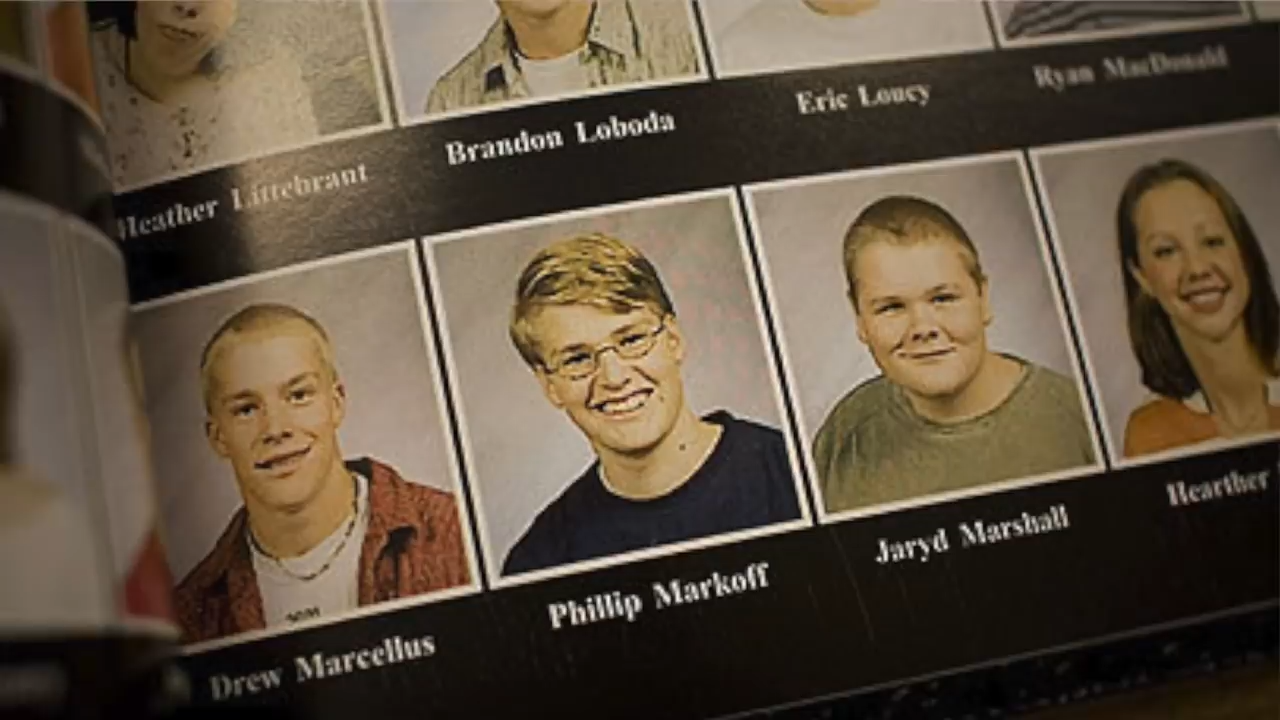 Heather Littebrant
Brandon Loboda
Eric Loucy
Ryan MacDonald
Drew Marcellus
Phillip Markoff
Jaryd Marshall
Hearther